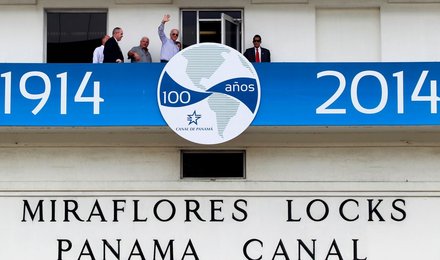 1914
100 años
CANAL DE PANAMÁ
2014
MIRAFLORES LOCKS
PANAMA CANAL